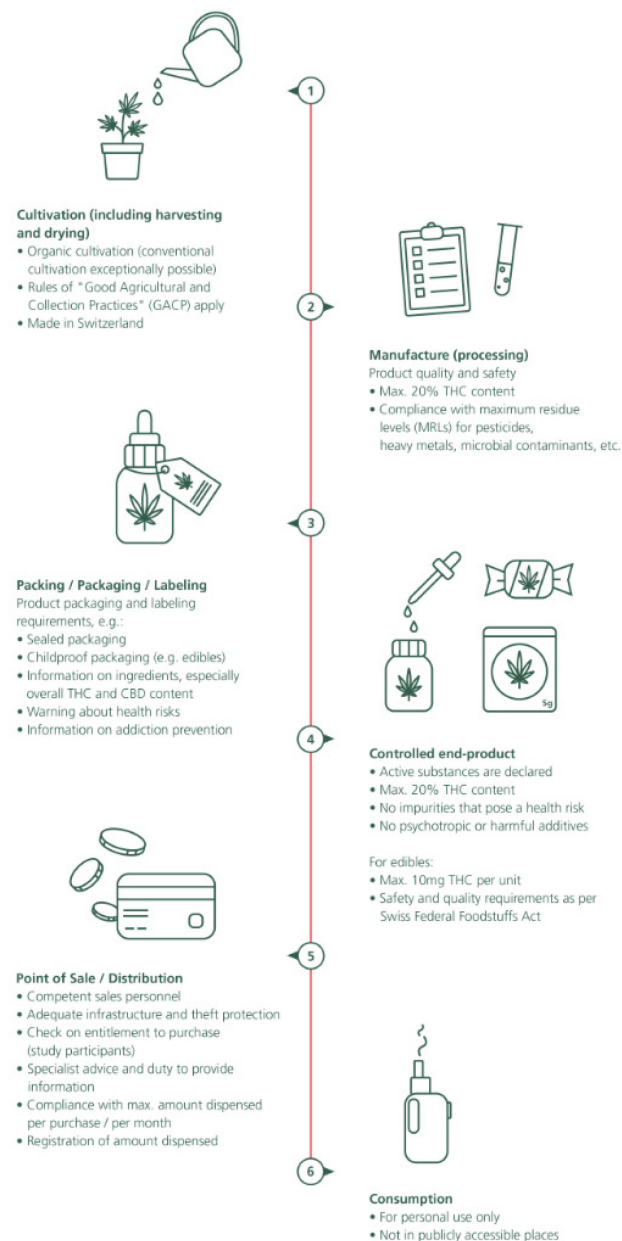 1
Cultivation (including harvesting
and drying)
• Organic cultivation (conventional
cultivation exceptionally possible)
• Rules of "Good Agricultural and
Collection Practices" (GACP) apply
• Made in Switzerland
2
Manufacture (processing)
Product quality and safety
• Max. 20% THC content
• Compliance with maximum residue
levels (MRLs) for pesticides,
heavy metals, microbial contaminants, etc.
3
Packing / Packaging / Labeling
Product packaging and labeling
requirements, e.g.:
• Sealed packaging
• Childproof packaging (e.g. edibles)
• Information on ingredients, especially
overall THC and CBD content
• Warning about health risks
• Information on addiction prevention
5g
4
Controlled end-product
• Active substances are declared
• Max. 20% THC content
• No impurities that pose a health risk
• No psychotropic or harmful additives
For edibles:
• Max. 10mg THC per unit
• Safety and quality requirements as per
Swiss Federal Foodstuffs Act
5
Point of Sale / Distribution
• Competent sales personnel
• Adequate infrastructure and theft protection
• Check on entitlement to purchase
(study participants)
• Specialist advice and duty to provide
information
• Compliance with max. amount dispensed
per purchase / per month
• Registration of amount dispensed
6
Consumption
• For personal use only
• Not in publicly accessible places